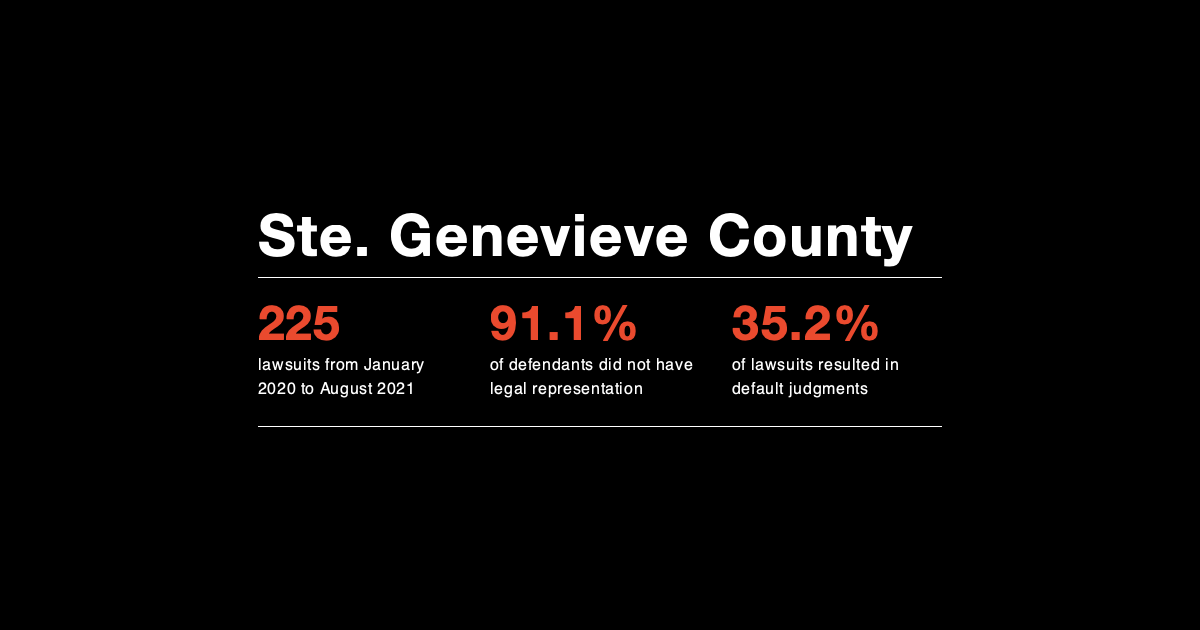 Ste. Genevieve County
225
lawsuits from January
2020 to August 2021
91.1%
of defendants did not have
legal representation
35.2%
of lawsuits resulted in
default judgments